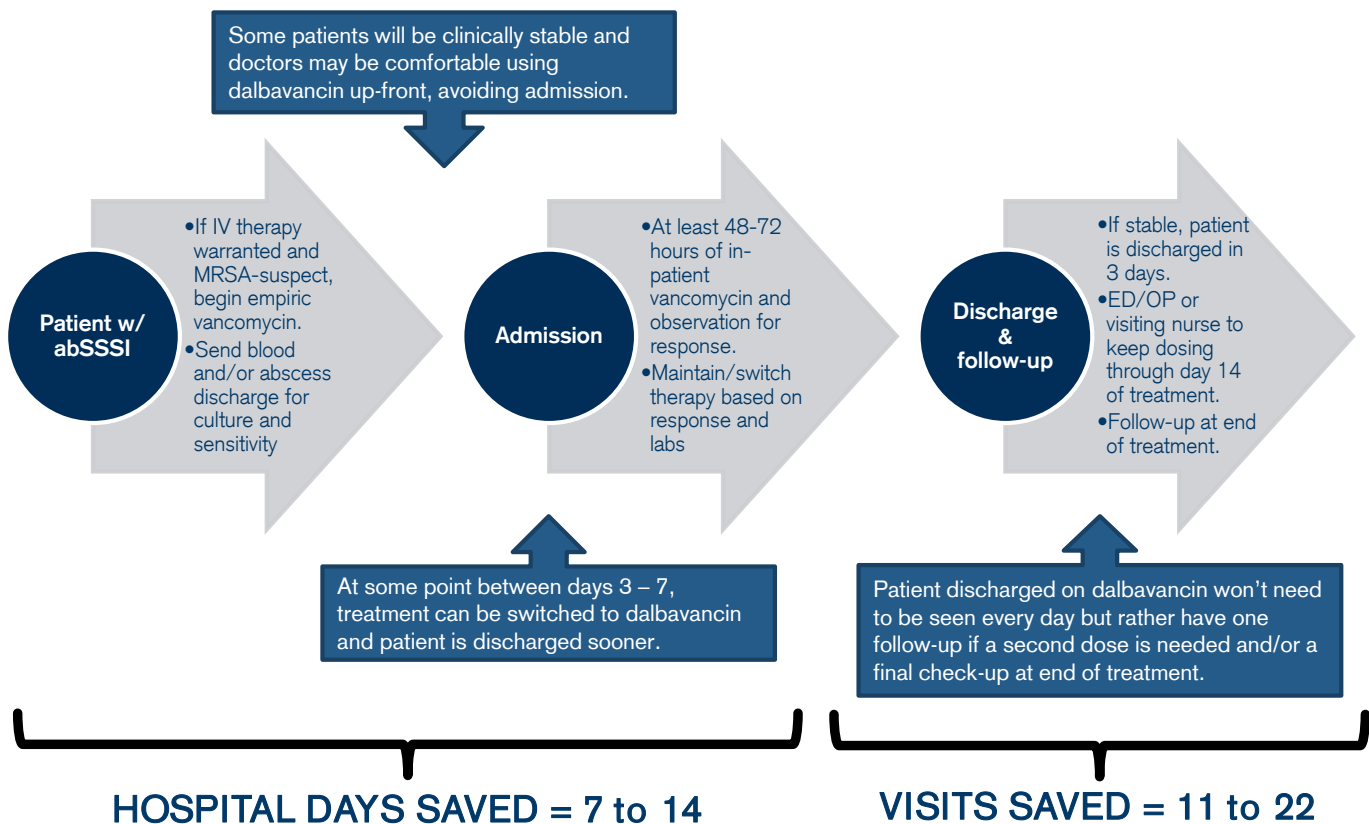 Some patients will be clinically stable and
doctors may be comfortable using
dalbavancin up-front, avoiding admission.
Patient w/
abSSSI
•If IV therapy
warranted and
MRSA-suspect,
begin empiric
vancomycin.
•Send blood
and/or abscess
discharge for
culture and
sensitivity
Admission
•At least 48-72
hours of in-
patient
vancomycin and
observation for
response.
•Maintain/switch
therapy based on
response and
labs
Discharge
&
follow-up
•If stable, patient
is discharged in
3 days.
•ED/OP or
visiting nurse to
keep dosing
through day 14
of treatment.
•Follow-up at end
of treatment.
At some point between days 3 – 7,
treatment can be switched to dalbavancin
and patient is discharged sooner.
Patient discharged on dalbavancin won’t need
to be seen every day but rather have one
follow-up if a second dose is needed and/or a
final check-up at end of treatment.
HOSPITAL DAYS SAVED = 7 to 14
VISITS SAVED = 11 to 22